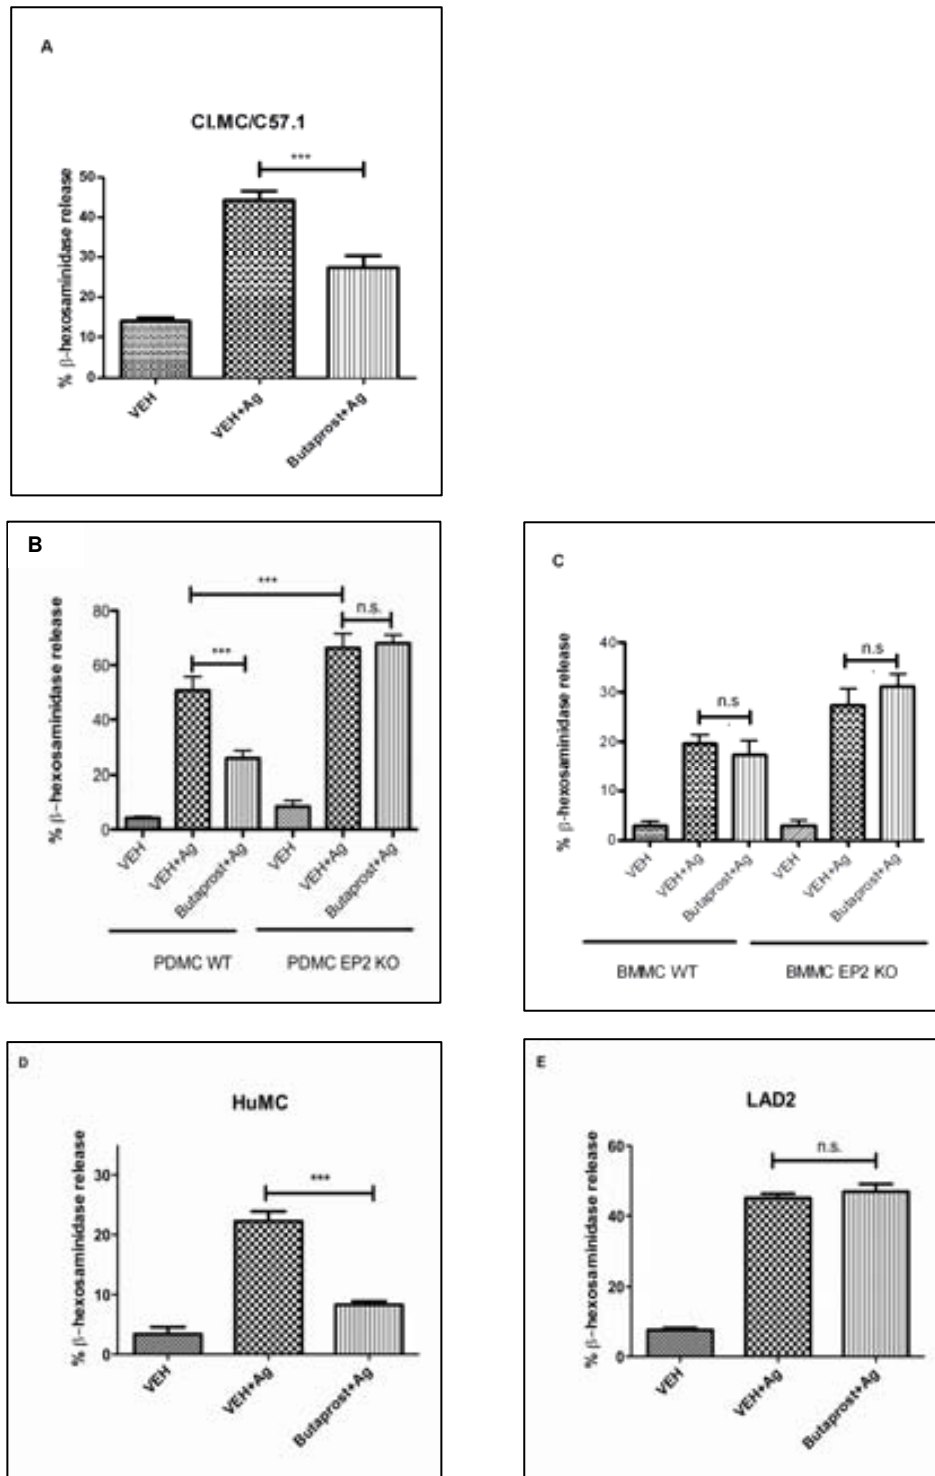 A
Cl.MC/C57.1
***
% β-hexosaminidase release
50
40
30
20
10
0
VEH
VEH+Ag
Butaprost+Ag
B
***
n.s.
***
% β-hexosaminidase release
80
60
40
20
0
VEH
VEH+Ag
Butaprost+Ag
VEH
VEH+Ag
Butaprost+Ag
PDMC WT
PDMC EP2 KO
C
n.s
n.s
% β-hexosaminidase release
40
30
20
10
0
VEH
VEH+Ag
Butaprost+Ag
VEH
VEH+Ag
Butaprost+Ag
BMMC WT
BMMC EP2 KO
D
HuMC
***
% β-hexosaminidase release
30
20
10
0
VEH
VEH+Ag
Butaprost+Ag
E
LAD2
n.s.
% β-hexosaminidase release
60
40
20
0
VEH
VEH+Ag
Butaprost+Ag